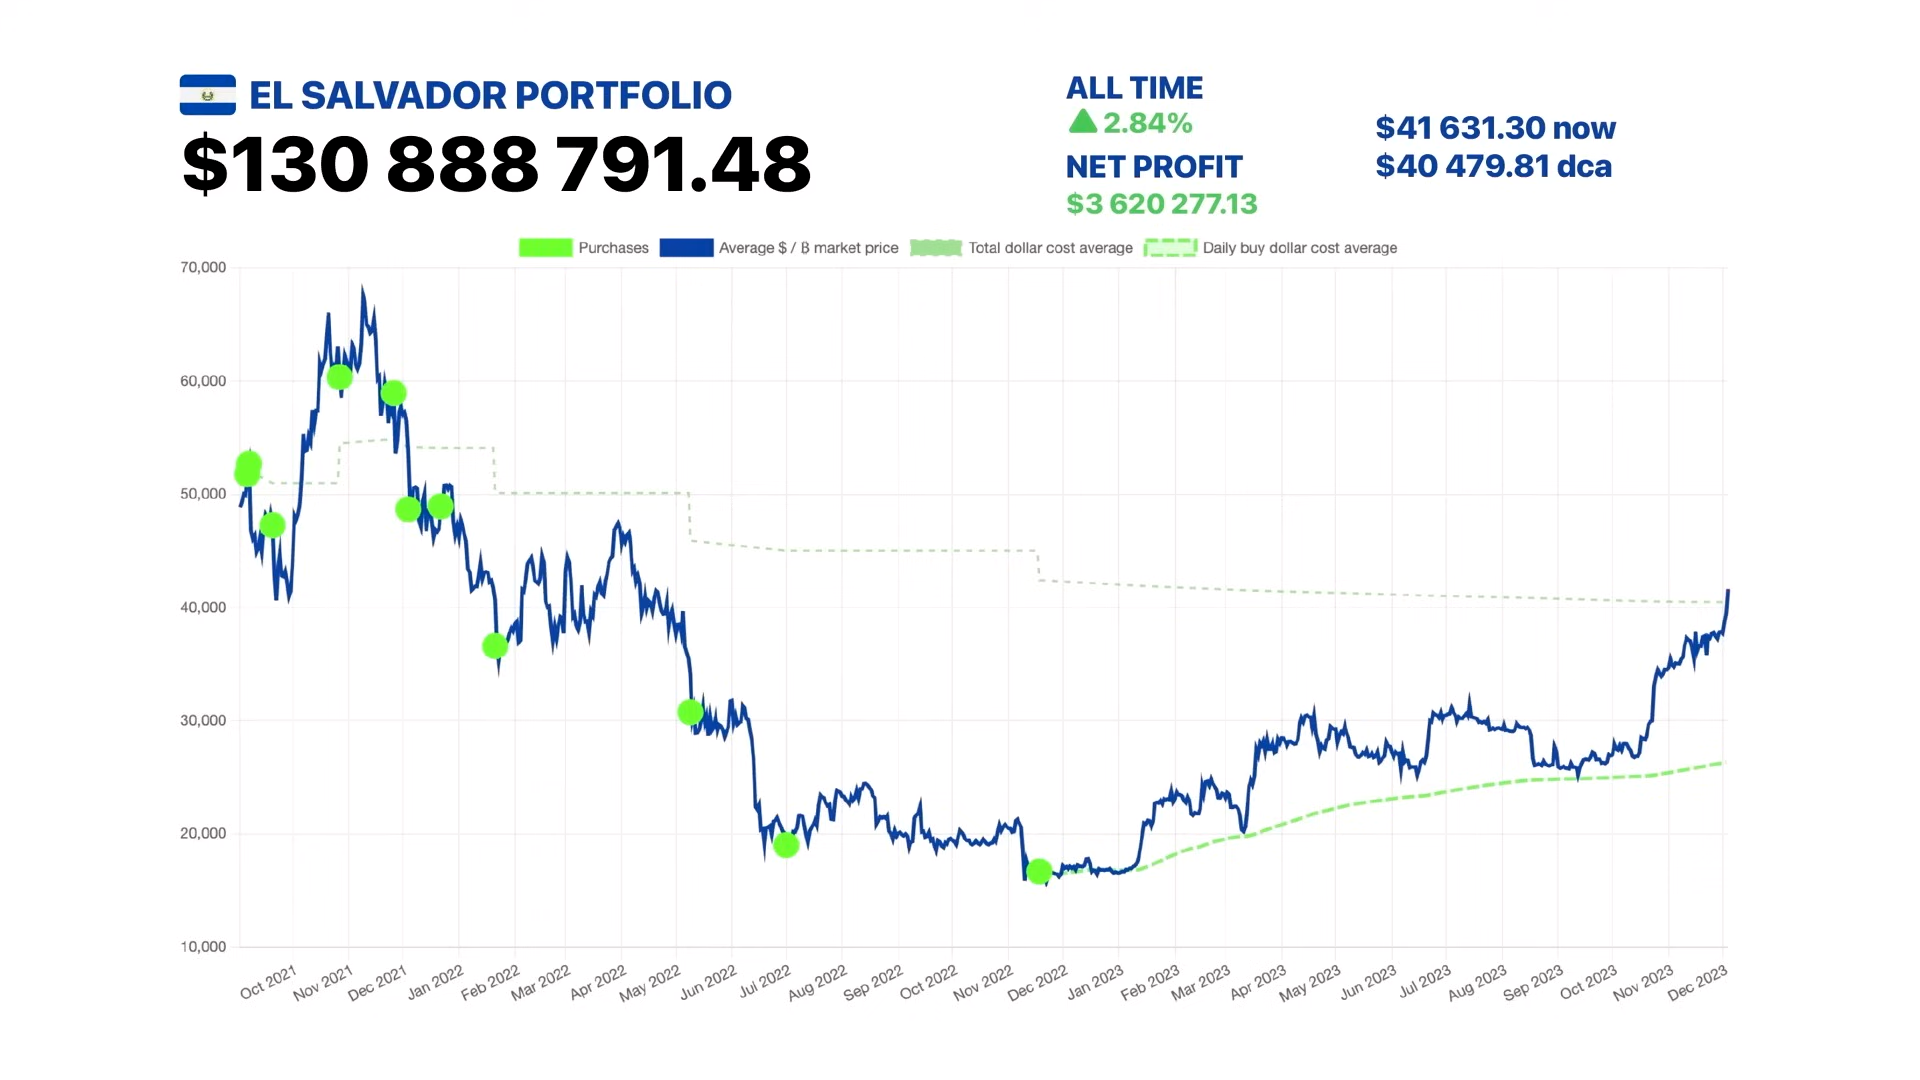 EL SALVADOR PORTFOLIO
$130 888 791.48
ALL TIME
▲2.84%
NET PROFIT
$3 620 277.13
$41 631.30 now
$40 479.81 dca
Purchases
Average $ / B market price
Total dollar cost average
Daily buy dollar cost average
70,000
60,000
50,000
40,000
30,000
20,000
10,000
Oct 2021
Nov 2021
Dec 2021
Jan 2022
Feb 2022
Mar 2022
Apr 2022
May 2022
Jun 2022
Jul 2022
Aug 2022
Sep 2022
Oct 2022
Nov 2022
Dec 2022
Jan 2023
Feb 2023
Mar 2023
Apr 2023
May 2023
Jun 2023
Jul 2023
Aug 2023
Sep 2023
Oct 2023
Nov 2023
Dec 2023